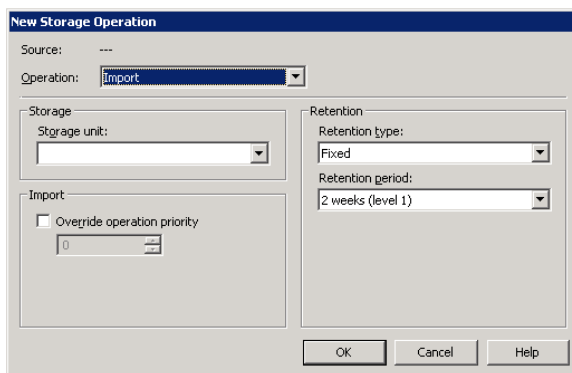 New Storage Operation
Source: ---
Operation: Import
Storage
Storage unit:
Import
Override operation priority
0
Retention
Retention type:
Fixed
Retention period:
2 weeks (level 1)
OK Cancel Help